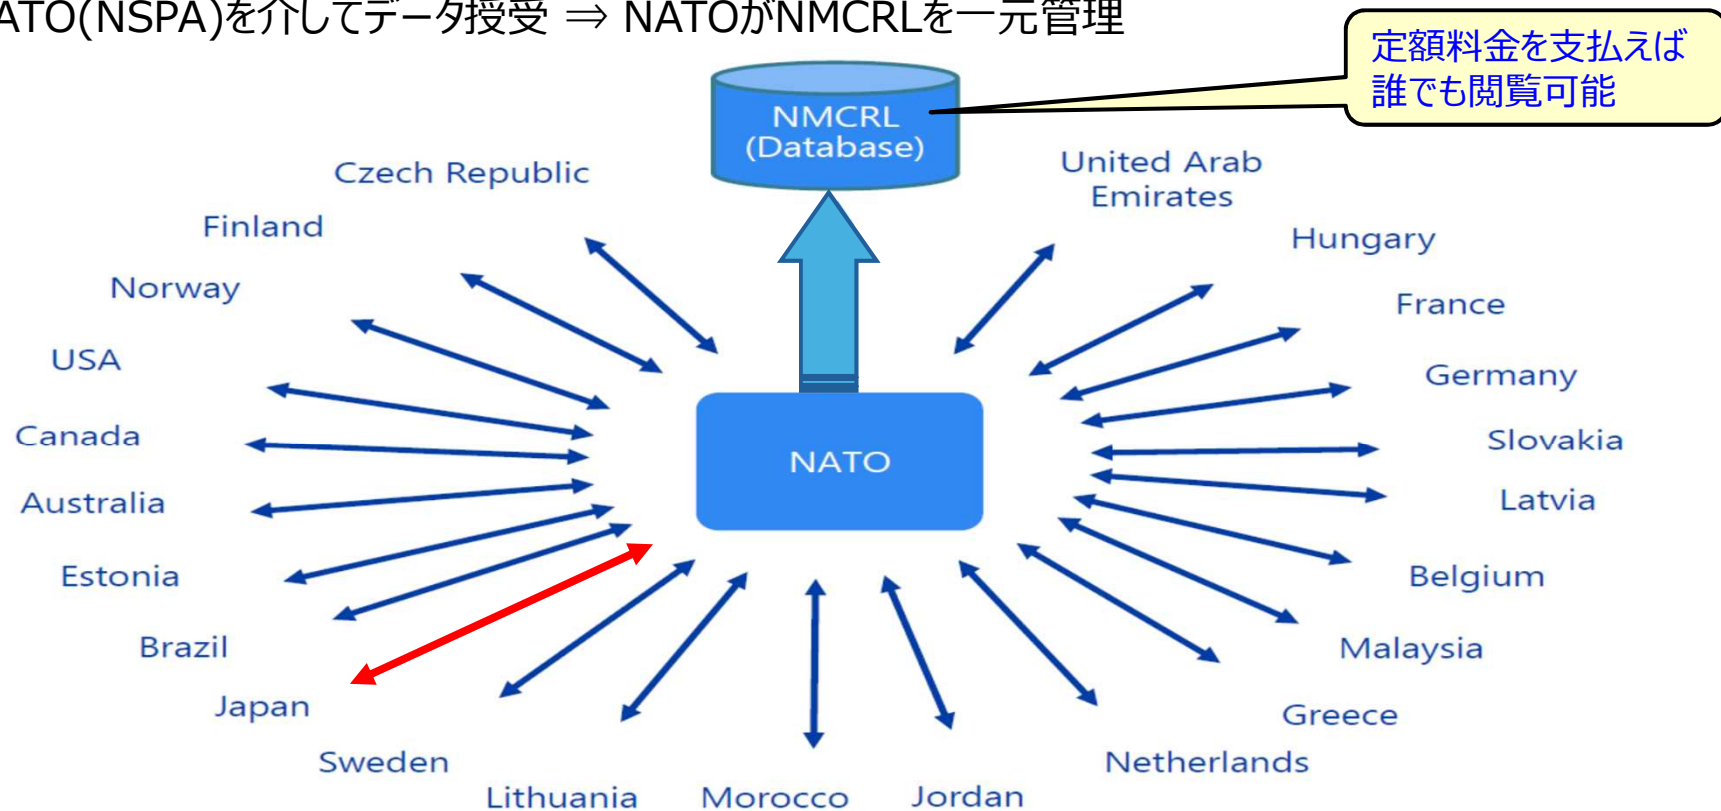 ATO(NSPA)を介してデータ授受 ⇒ NATOがNMCRLを一元管理
定額料金を支払えば
誰でも閲覧可能
NMCRL
(Database)
Czech Republic
United Arab
Emirates
Finland
Hungary
Norway
France
USA
Germany
Canada
NATO
Slovakia
Australia
Latvia
Estonia
Belgium
Brazil
Malaysia
Japan
Greece
Sweden
Netherlands
Lithuania
Morocco
Jordan